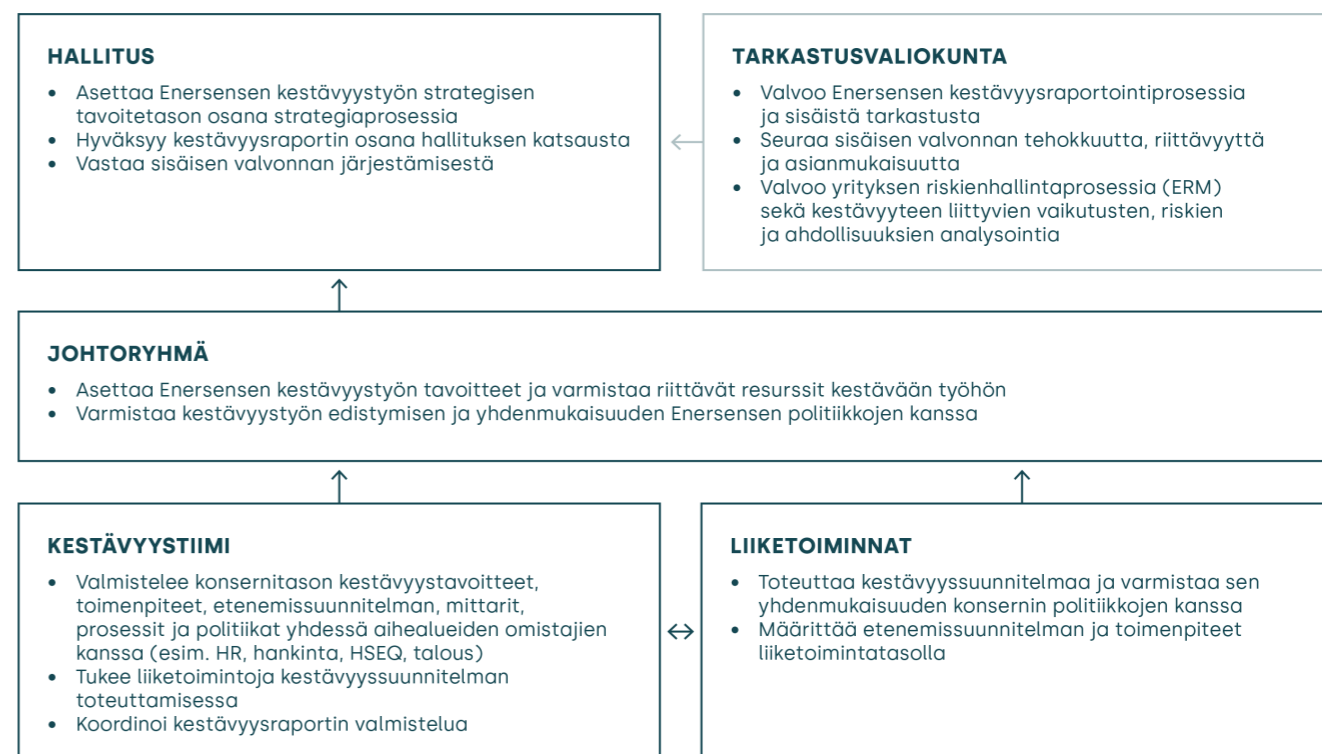 HALLITUS
• Asettaa Enersensen kestävyystyön strategisen
tavoitetason osana strategiaprosessia
• Hyväksyy kestävyysraportin osana hallituksen katsausta
• Vastaa sisäisen valvonnan järjestämisestä
TARKASTUSVALIOKUNTA
• Valvoo Enersensen kestävyysraportointiprosessia
ja sisäistä tarkastusta
• Seuraa sisäisen valvonnan tehokkuutta, riittävyyttä
ja asianmukaisuutta
• Valvoo yrityksen riskienhallintaprosessia (ERM)
sekä kestävyyteen liittyvien vaikutusten, riskien
ja ahdollisuuksien analysointia
JOHTORYHMÄ
• Asettaa Enersensen kestävyystyön tavoitteet ja varmistaa riittävät resurssit kestävään työhön
• Varmistaa kestävyystyön edistymisen ja yhdenmukaisuuden Enersensen politiikkojen kanssa
KESTÄVYYSTIIMI
• Valmistelee konsernitason kestävyystavoitteet,
toimenpiteet, etenemissuunnitelman, mittarit,
prosessit ja politiikat yhdessä aihealueiden omistajien
kanssa (esim. HR, hankinta, HSEQ, talous)
• Tukee liiketoimintoja kestävyyssuunnitelman
toteuttamisessa
• Koordinoi kestävyysraportin valmistelua
LIIKETOIMINNAT
• Toteuttaa kestävyyssuunnitelmaa ja varmistaa sen
yhdenmukaisuuden konsernin politiikkojen kanssa
• Määrittää etenemissuunnitelman ja toimenpiteet
liiketoimintatasolla